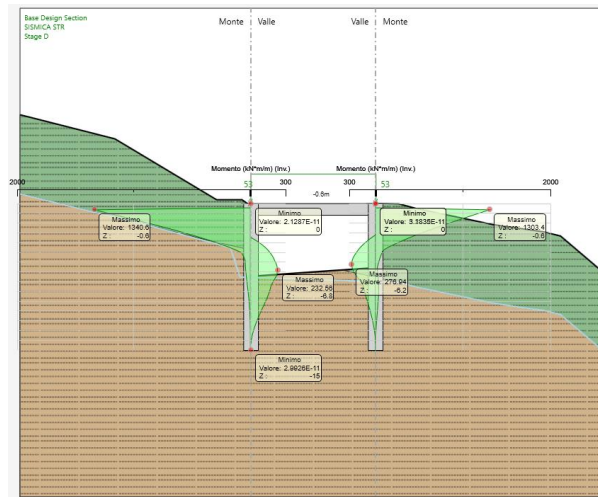 Base Design Section
SISMICA STR
Stage D
Monte Valle Valle Monte
Momento (kN*m/m) (Inv.) Momento (kN*m/m) (Inv.)
2000 53 300 -0.6m 300 53 2000
Massimo
Valore: 1340.6
Z : -0.6
Minimo
Valore: 2.1287E-11
Z : 0
Minimo
Valore: 3.3838E-11
Z : 0
Massimo
Valore: 1303.4
Z : -0.6
Massimo
Valore: 232.56
Z : -6.8
Massimo
Valore: 276.94
Z : -6.2
Minimo
Valore: 2.9926E-11
Z : -15